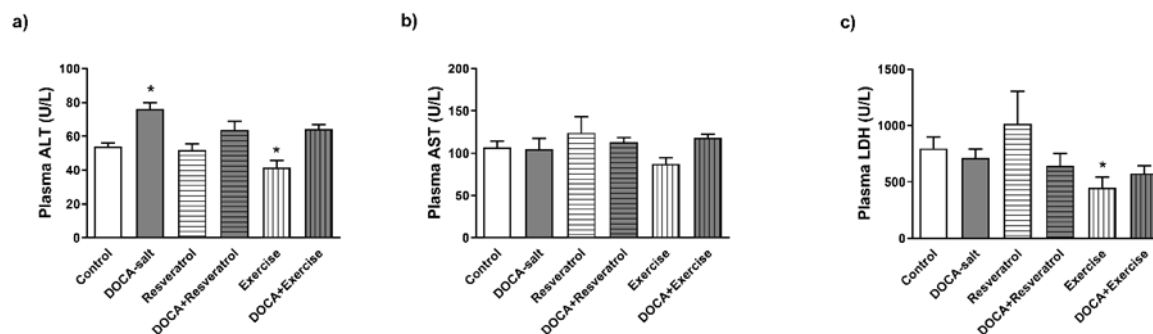 a)
Plasma ALT (U/L)
100
80
60
40
20
0
*
*
Control
DOCA-salt
Resveratrol
DOCA+Resveratrol
Exercise
DOCA+Exercise
b)
Plasma AST (U/L)
200
150
100
50
0
Control
DOCA-salt
Resveratrol
DOCA+Resveratrol
Exercise
DOCA+Exercise
c)
Plasma LDH (U/L)
1500
1000
500
0
*
Control
DOCA-salt
Resveratrol
DOCA+Resveratrol
Exercise
DOCA+Exercise